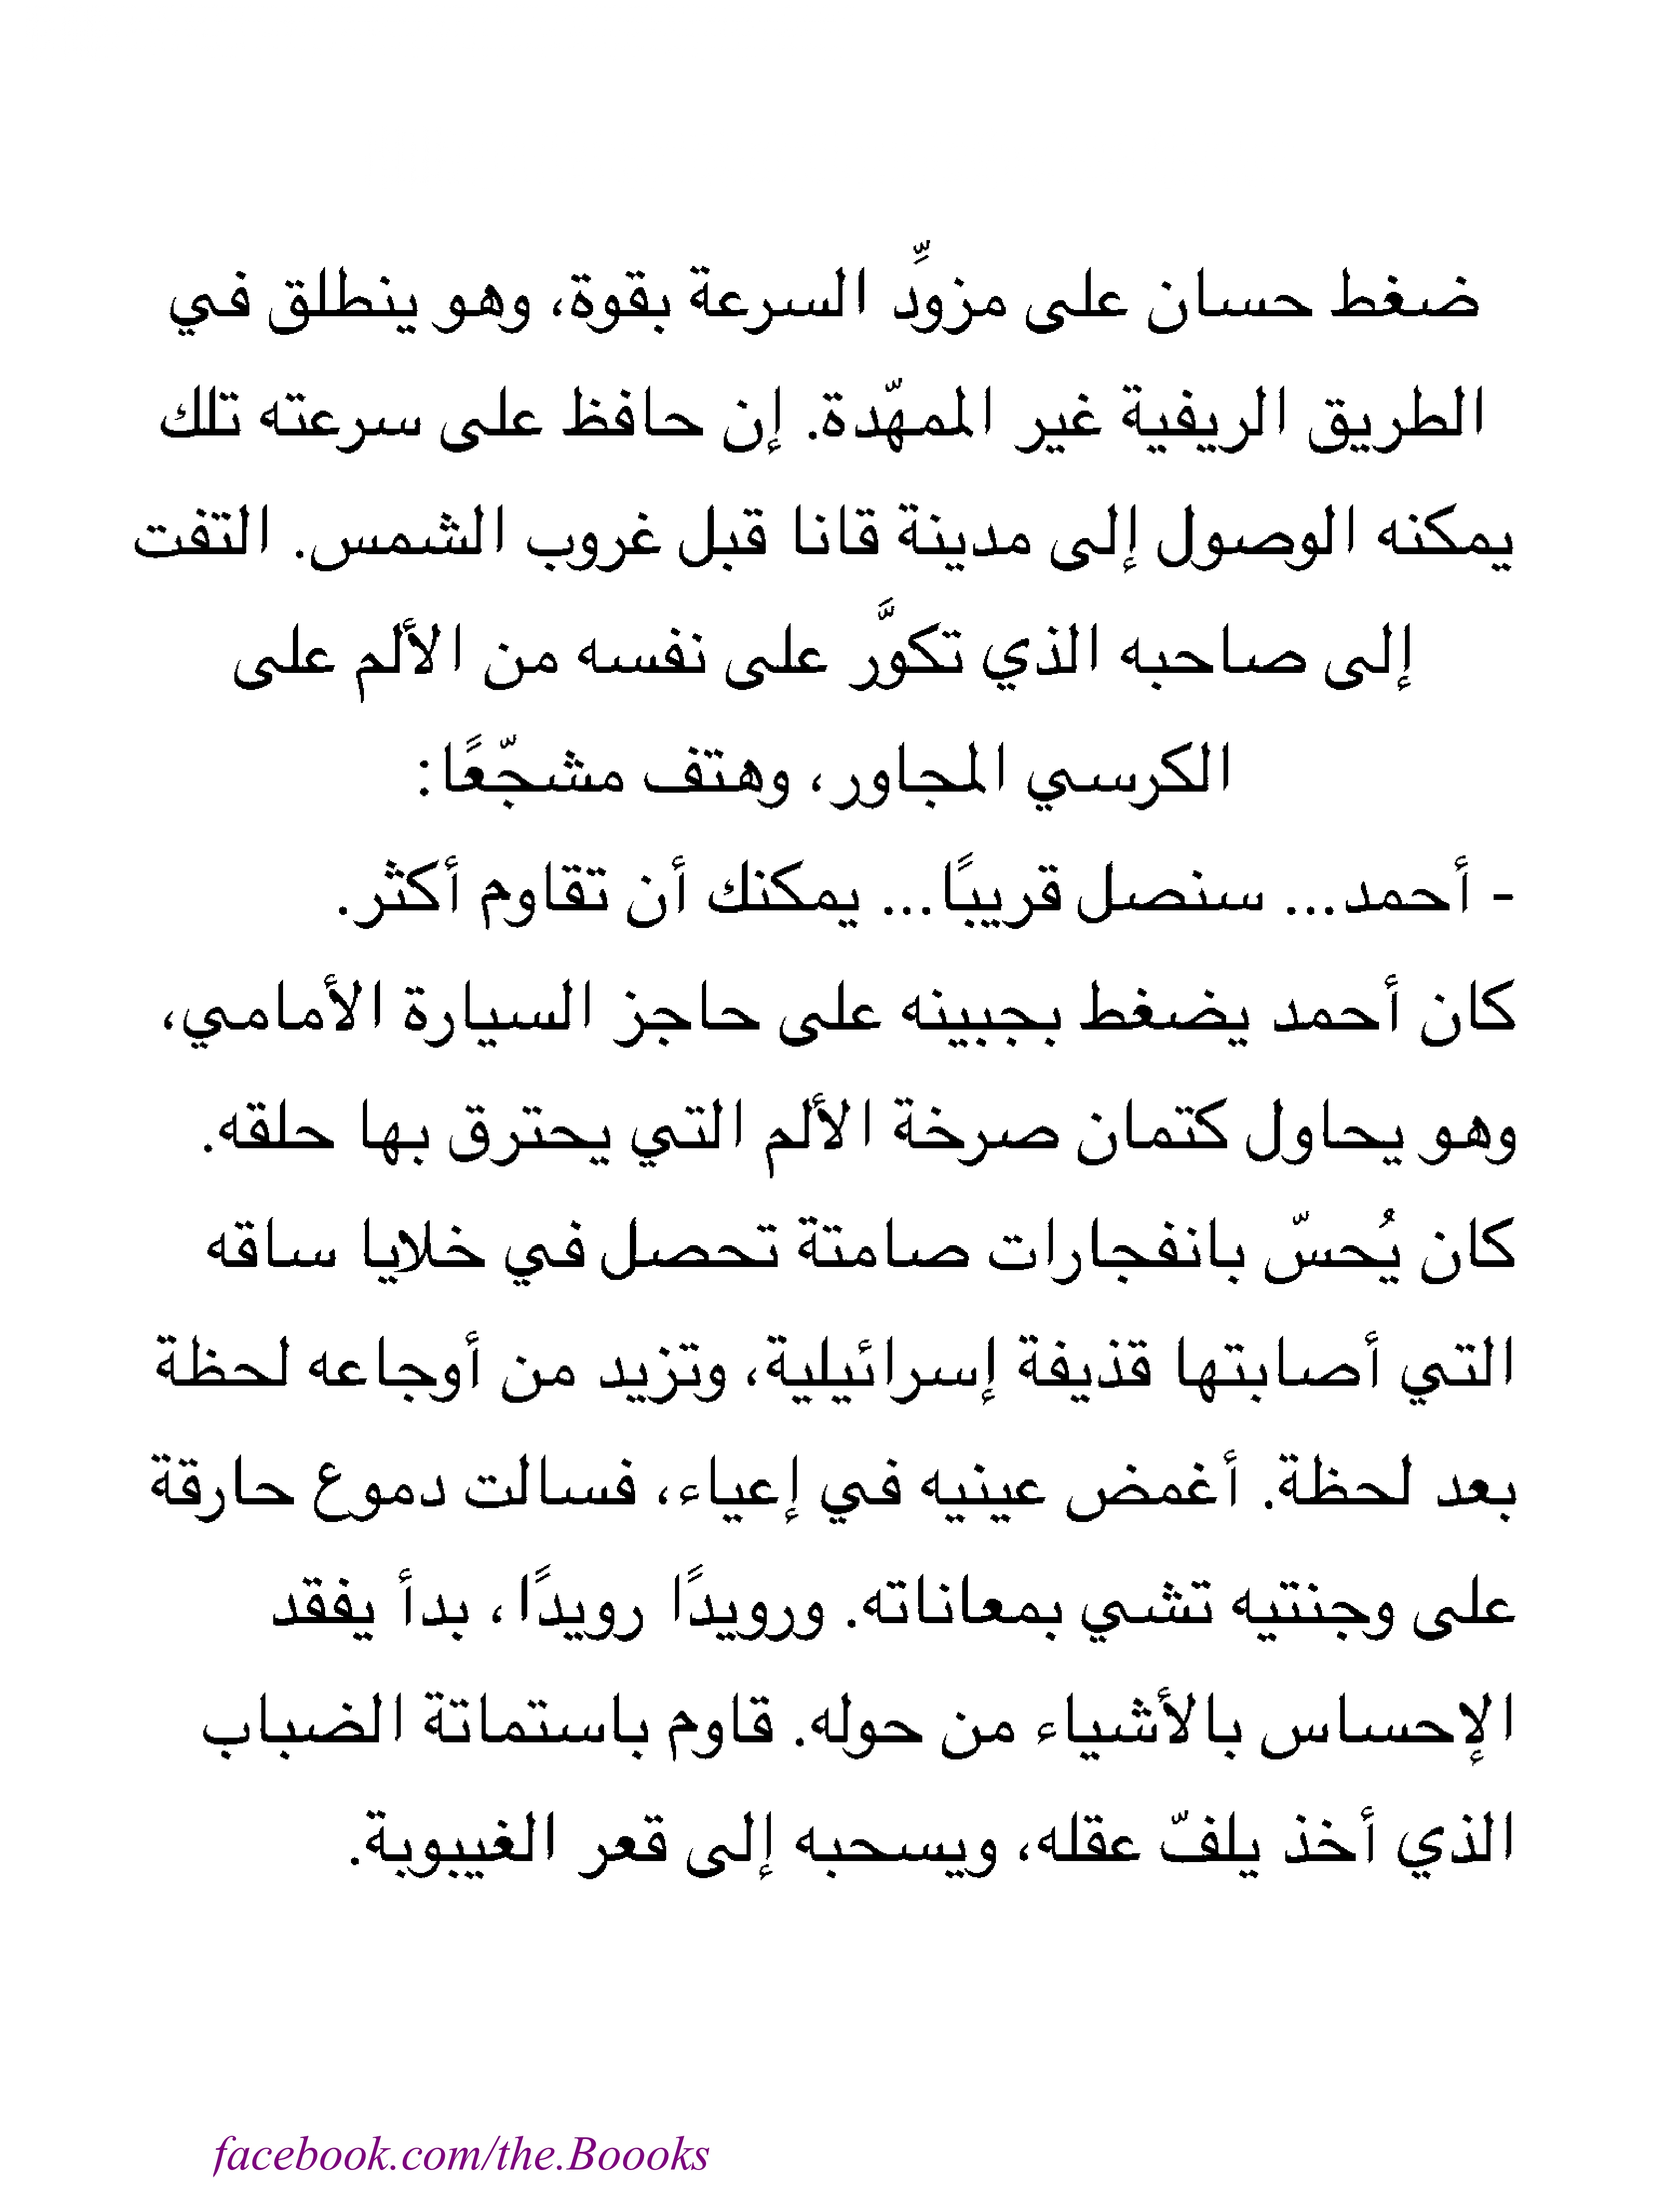 ضغط حسان على مزوِّد السرعة بقوة، وهو ينطلق في
الطريق الريفية غير الممهّدة. إن حافظ على سرعته تلك
يمكنه الوصول إلى مدينة قانا قبل غروب الشمس. التفت
إلى صاحبه الذي تكوَّر على نفسه من الألم على
الكرسي المجاور، وهتف مشجّعًا:
- أحمد... سنصل قريبًا... يمكنك أن تقاوم أكثر.
كان أحمد يضغط بجبينه على حاجز السيارة الأمامي،
وهو يحاول كتمان صرخة الألم التي يحترق بها حلقه.
كان يُحسّ بانفجارات صامتة تحصل في خلايا ساقه
التي أصابتها قذيفة إسرائيلية، وتزيد من أوجاعه لحظة
بعد لحظة. أغمض عينيه في إعياء، فسالت دموع حارقة
على وجنتيه تشي بمعاناته. ورويدًا رويدًا، بدأ يفقد
الإحساس بالأشياء من حوله. قاوم باستماتة الضباب
الذي أخذ يلفّ عقله، ويسحبه إلى قعر الغيبوبة.
facebook.com/the.Boooks